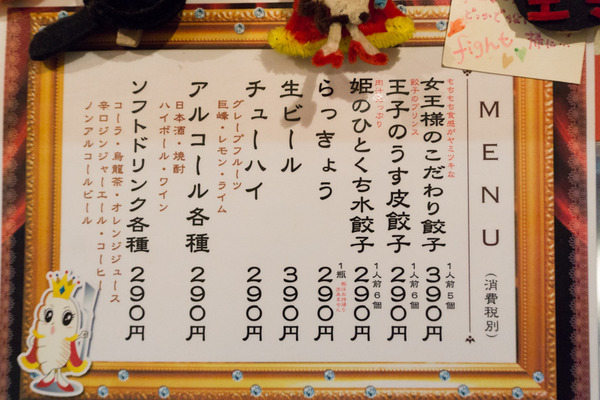 MENU (消費税別)
もちもち食感がヤミツキな
女王様のこだわり餃子 1人前5個 390円
餃子のプリンス
王子のうす皮餃子 1人前6個 290円
肉汁たっぷり
姫のひとくち水餃子 1人前6個 290円
らっきょう 1瓶 290円
生ビール 390円
チューハイ 290円
グレープフルーツ
巨峰・レモン・ライム
アルコール各種 290円
日本酒・焼酎
ハイボール・ワイン
ソフトドリンク各種 290円
コーラ・烏龍茶・オレンジジュース
辛口ジンジャーエール・コーヒー
ノンアルコールビール
fight